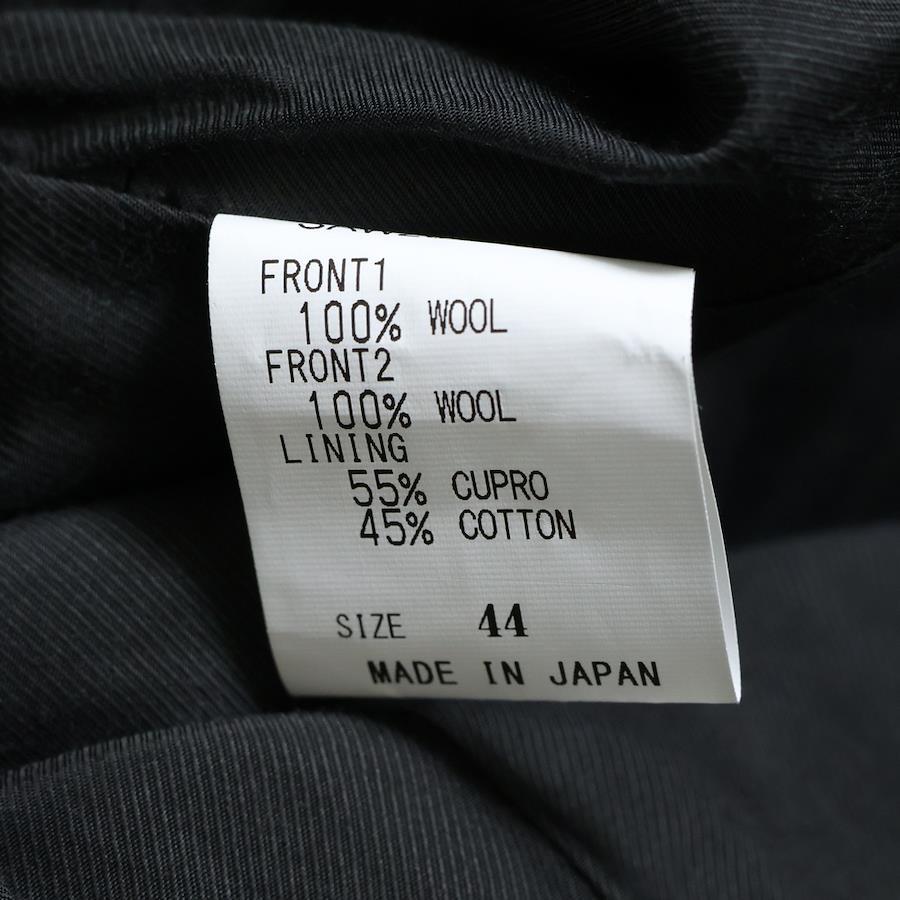 FRONT1
100% WOOL
FRONT2
100% WOOL
LINING
55% CUPRO
45% COTTON
SIZE 44
MADE IN JAPAN